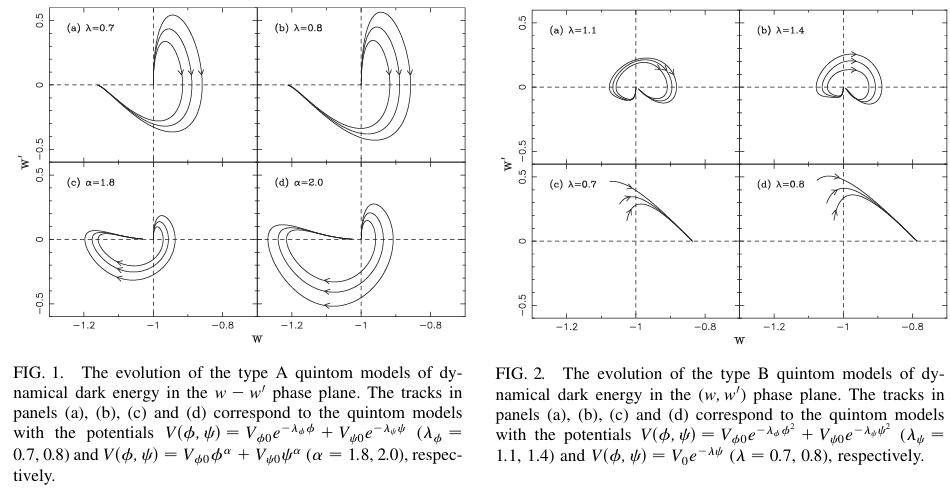 (a) λ=0.7
(b) λ=0.8
0.5
0
−0.5
w'
(c) α=1.8
(d) α=2.0
0.5
0
−0.5
−1.2
−1
−0.8
−1.2
−1
−0.8
w
FIG. 1. The evolution of the type A quintom models of dy-
namical dark energy in the w − w′ phase plane. The tracks in
panels (a), (b), (c) and (d) correspond to the quintom models
with the potentials V(ϕ, ψ) = Vϕ0e^−λϕϕ + Vψ0e^−λψψ (λϕ =
0.7, 0.8) and V(ϕ, ψ) = Vϕ0ϕ^α + Vψ0ψ^α (α = 1.8, 2.0), respec-
tively.
(a) λ=1.1
(b) λ=1.4
0.5
0
−0.5
w'
(c) λ=0.7
(d) λ=0.8
0.5
0
−0.5
−1.2
−1
−0.8
−1.2
−1
−0.8
w
FIG. 2. The evolution of the type B quintom models of dy-
namical dark energy in the (w, w′) phase plane. The tracks in
panels (a), (b), (c) and (d) correspond to the quintom models
with the potentials V(ϕ, ψ) = Vϕ0e^−λϕϕ² + Vψ0e^−λψψ² (λψ =
1.1, 1.4) and V(ϕ, ψ) = V0e^−λψ (λ = 0.7, 0.8), respectively.